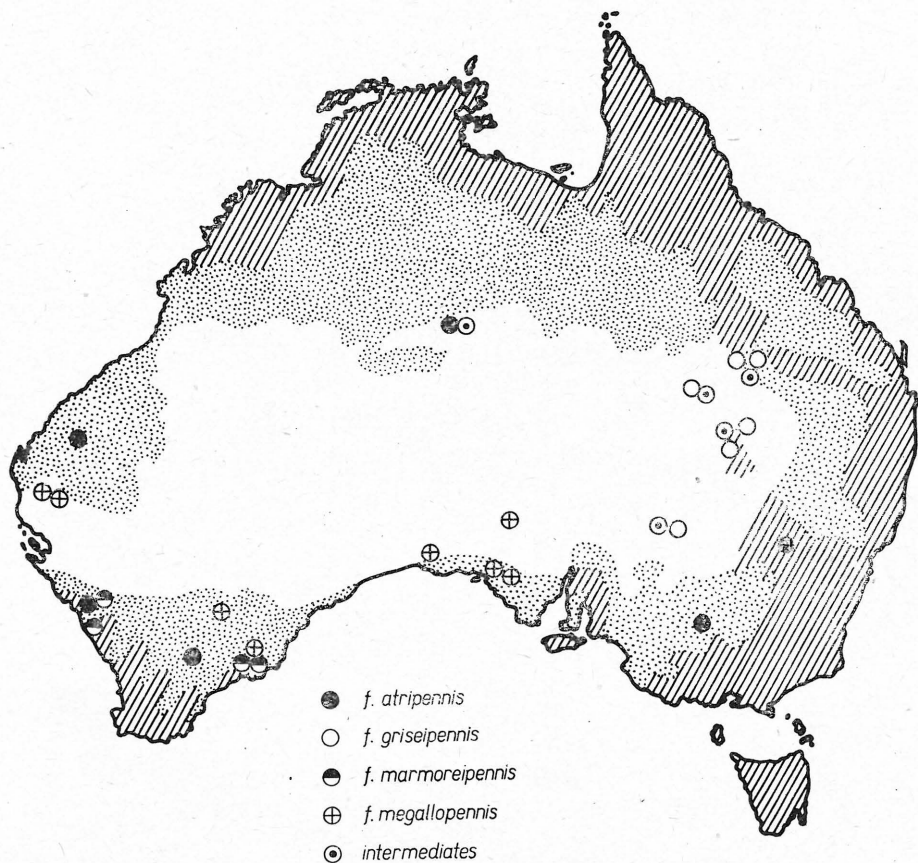 f. atripennis
f. griseipennis
f. marmoreipennis
f. megallopennis
intermediates